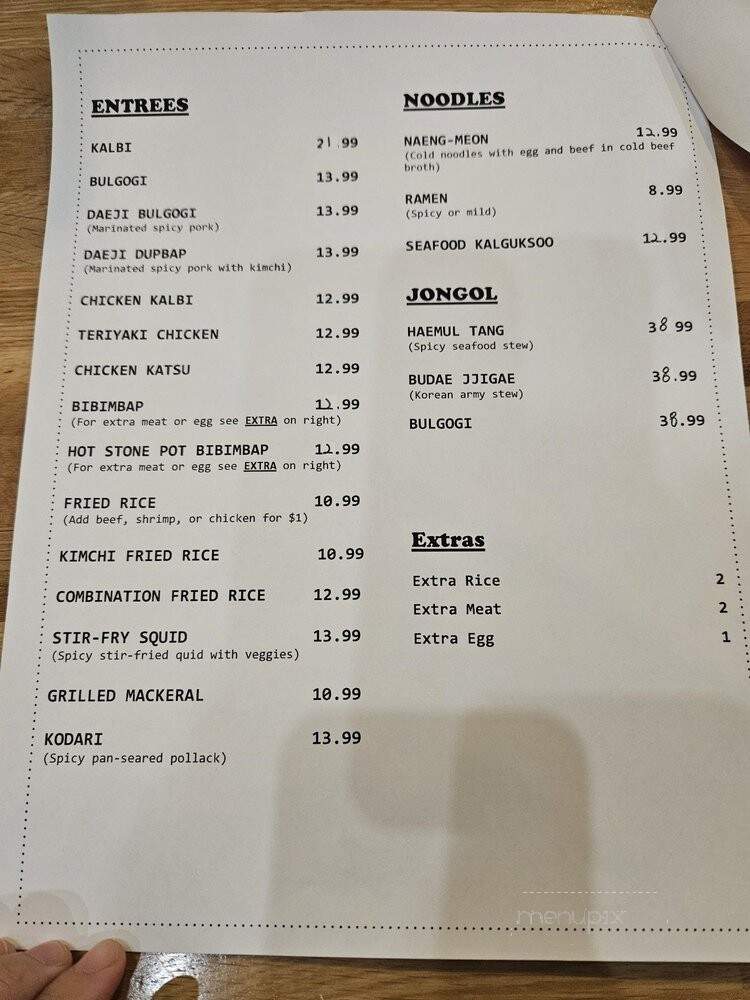 ENTREES
KALBI 21.99
BULGOGI 13.99
DAEJI BULGOGI 13.99
(Marinated spicy pork)
DAEJI DUPBAP 13.99
(Marinated spicy pork with kimchi)
CHICKEN KALBI 12.99
TERIYAKI CHICKEN 12.99
CHICKEN KATSU 12.99
BIBIMBAP 12.99
(For extra meat or egg see EXTRA on right)
HOT STONE POT BIBIMBAP 12.99
(For extra meat or egg see EXTRA on right)
FRIED RICE 10.99
(Add beef, shrimp, or chicken for $1)
KIMCHI FRIED RICE 10.99
COMBINATION FRIED RICE 12.99
STIR-FRY SQUID 13.99
(Spicy stir-fried quid with veggies)
GRILLED MACKERAL 10.99
KODARI 13.99
(Spicy pan-seared pollack)
NOODLES
NAENG-MEON 12.99
(Cold noodles with egg and beef in cold beef
broth)
RAMEN 8.99
(Spicy or mild)
SEAFOOD KALGUKSOO 12.99
JONGOL
HAEMUL TANG 38 99
(Spicy seafood stew)
BUDAE JJIGAE 38.99
(Korean army stew)
BULGOGI 38.99
Extras
Extra Rice 2
Extra Meat 2
Extra Egg 1
menupix